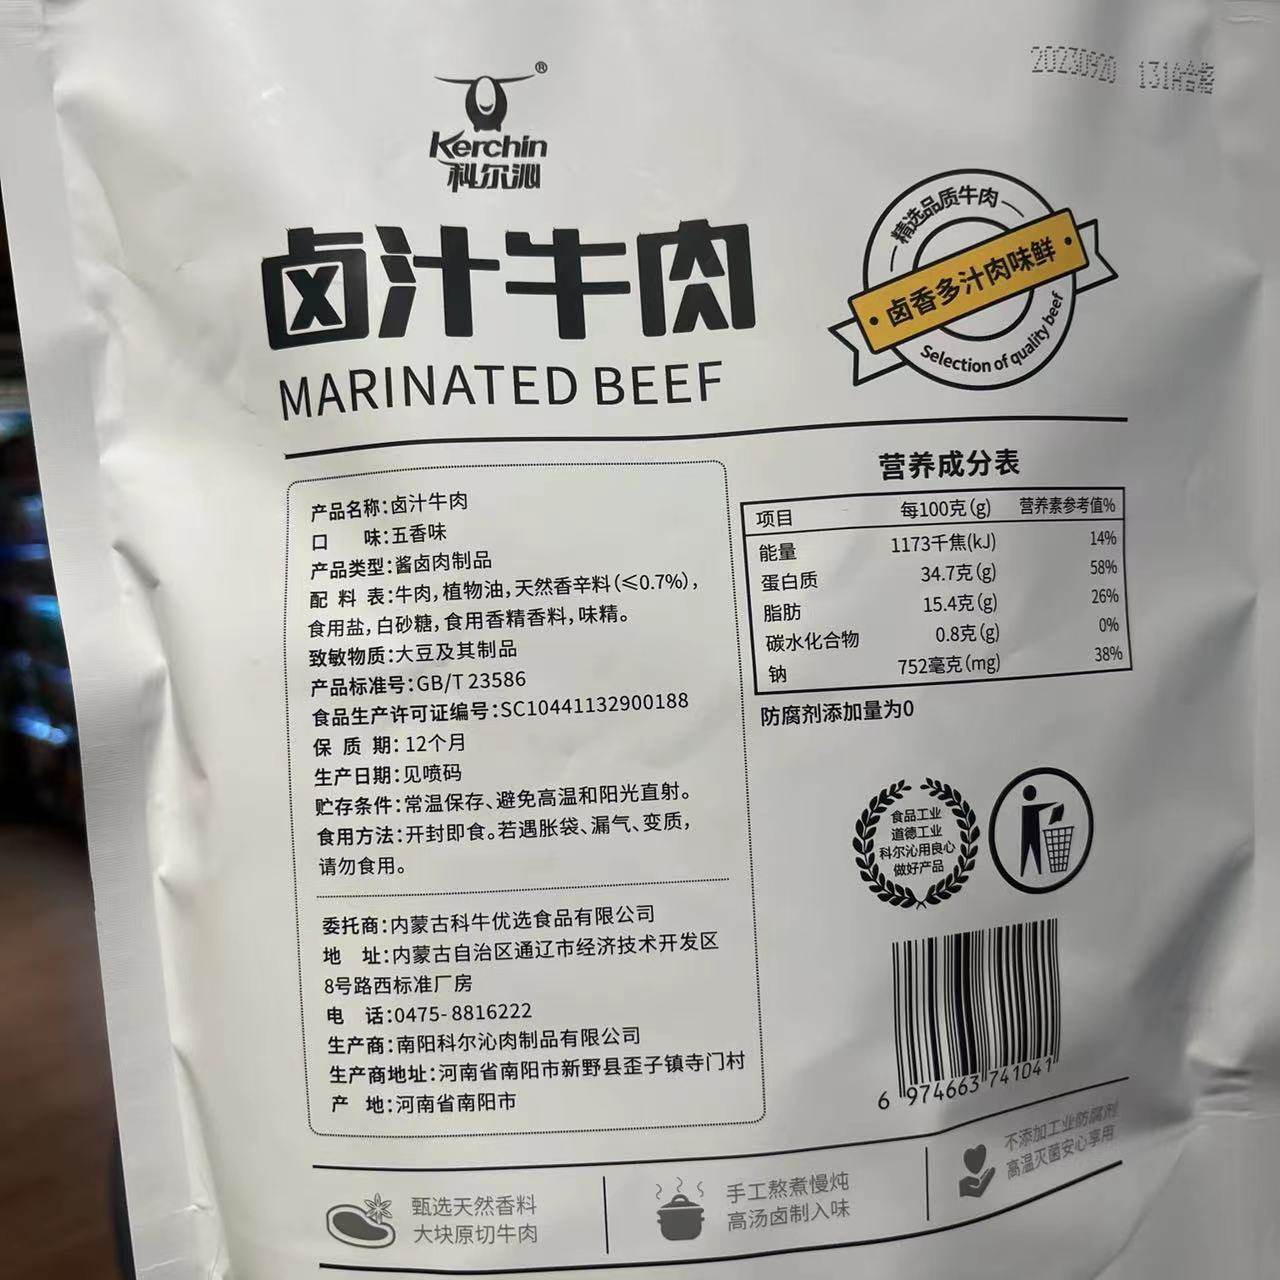 20230920 131A合格
®
Kerchin
科尔沁
卤汁牛肉
MARINATED BEEF
精选品质牛肉
卤香多汁肉味鲜
Selection of quality beef
产品名称:卤汁牛肉
口 味:五香味
产品类型:酱卤肉制品
配 料 表:牛肉,植物油,天然香辛料(≤0.7%),
食用盐,白砂糖,食用香精香料,味精。
致敏物质:大豆及其制品
产品标准号:GB/T 23586
食品生产许可证编号:SC10441132900188
保 质 期: 12个月
生产日期:见喷码
贮存条件:常温保存、避免高温和阳光直射。
食用方法:开封即食。若遇胀袋、漏气、变质,
请勿食用。
委托商:内蒙古科牛优选食品有限公司
地 址:内蒙古自治区通辽市经济技术开发区
8号路西标准厂房
电 话:0475-8816222
生产商:南阳科尔沁肉制品有限公司
生产商地址:河南省南阳市新野县歪子镇寺门村
产 地:河南省南阳市
营养成分表
项目 每100克(g) 营养素参考值%
能量 1173千焦(kJ) 14%
蛋白质 34.7克(g) 58%
脂肪 15.4克(g) 26%
碳水化合物 0.8克(g) 0%
钠 752毫克(mg) 38%
防腐剂添加量为0
食品工业
道德工业
科尔沁用良心
做好产品
6 974663 741041
甄选天然香料
大块原切牛肉
手工熬煮慢炖
高汤卤制入味
不添加工业防腐剂
高温灭菌安心享用